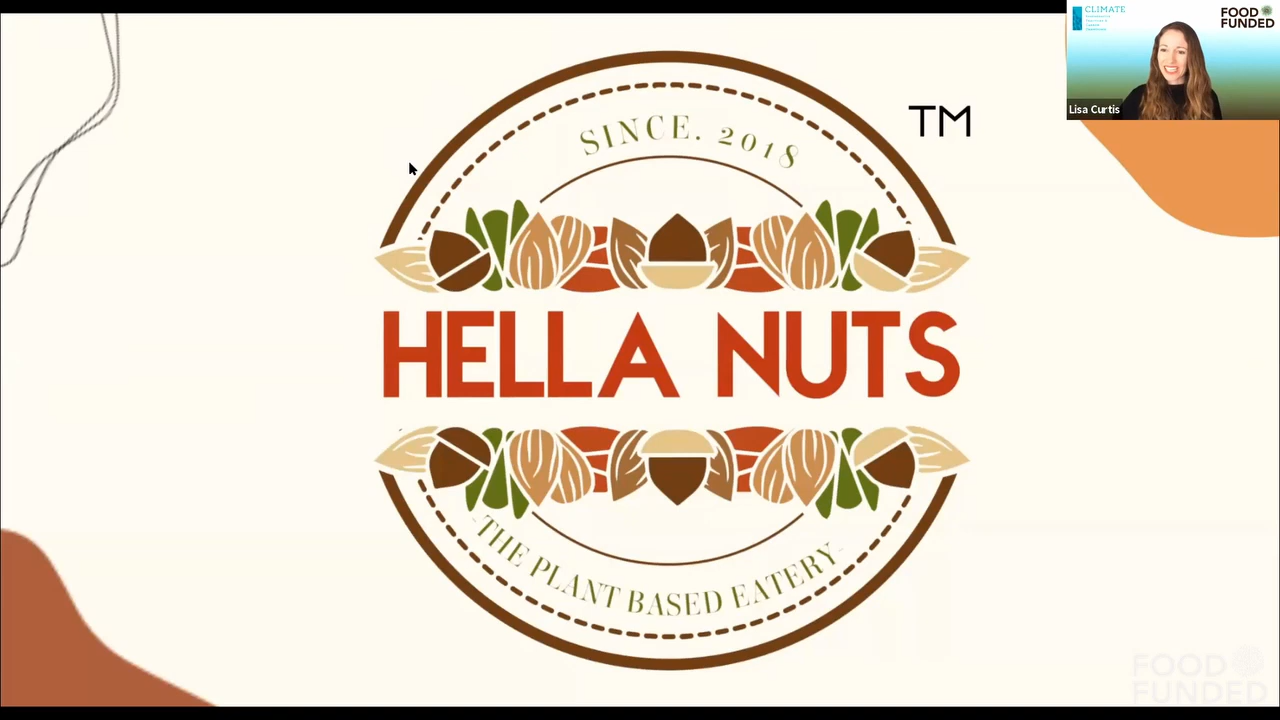 CLIMATE
FOOD
FUNDED
Lisa Curtis
TM
SINCE. 2018
HELLA NUTS
-THE PLANT BASED EATERY-
FOOD
FUNDED